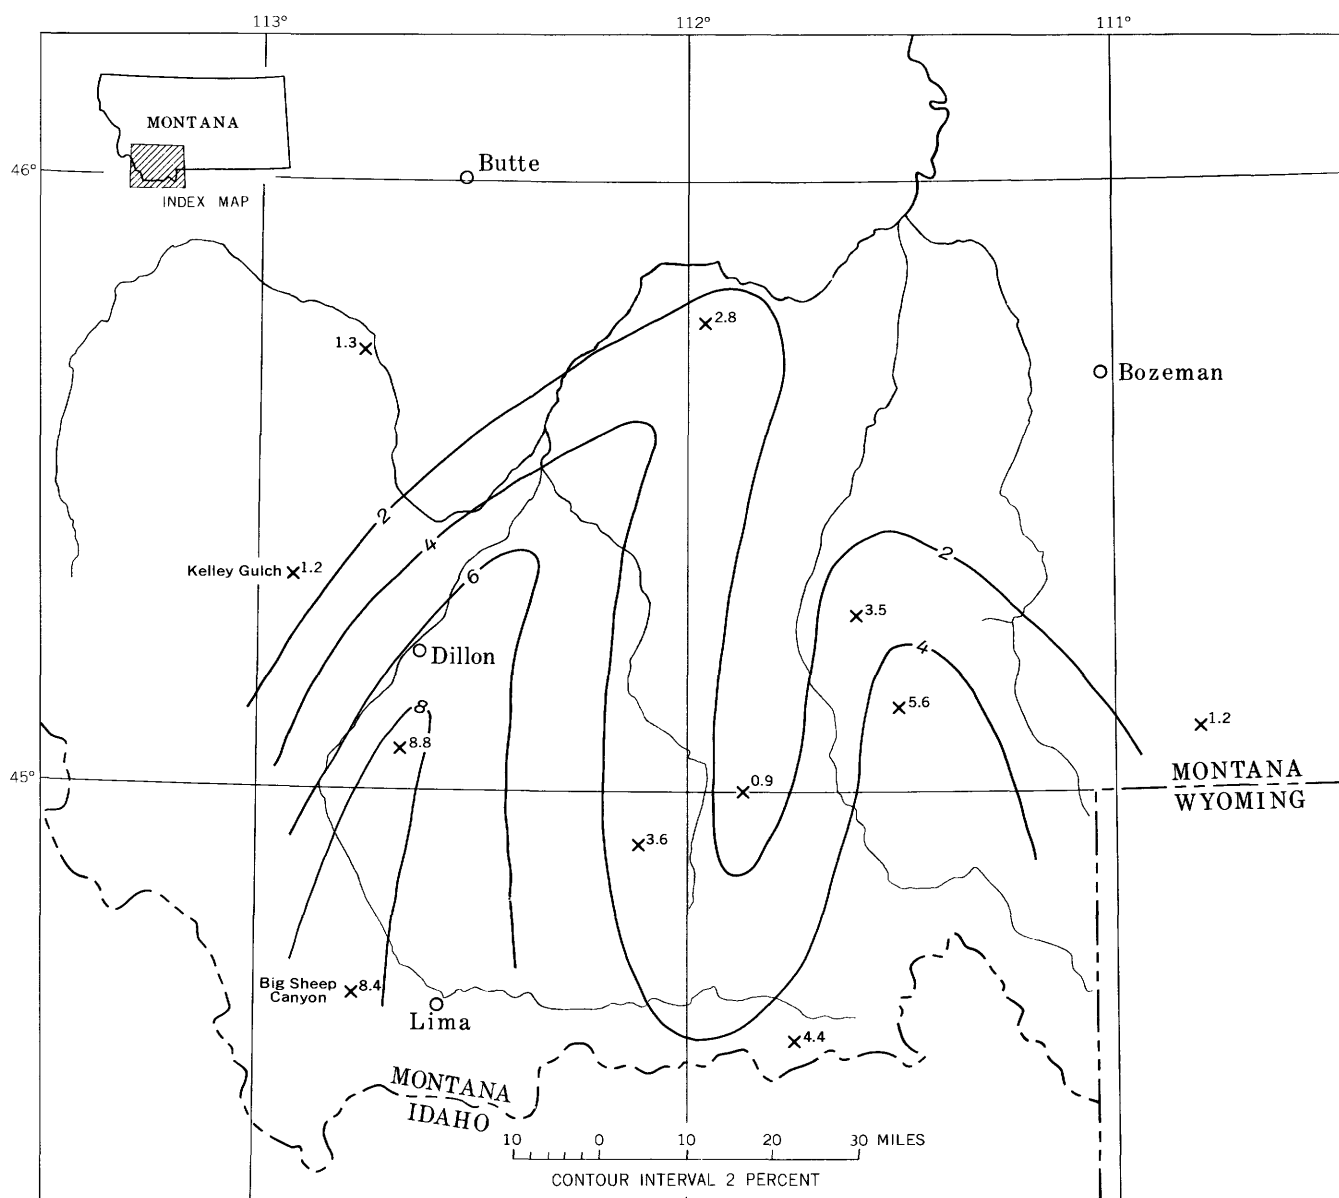 113°
112°
111°
MONTANA
46°
INDEX MAP
Butte
1.3
2.8
Bozeman
2
4
Kelley Gulch
1.2
6
2
3.5
Dillon
4
8
5.6
1.2
8.8
45°
0.9
MONTANA
WYOMING
3.6
Big Sheep
Canyon
8.4
Lima
4.4
MONTANA
IDAHO
10 0 10 20 30 MILES
CONTOUR INTERVAL 2 PERCENT